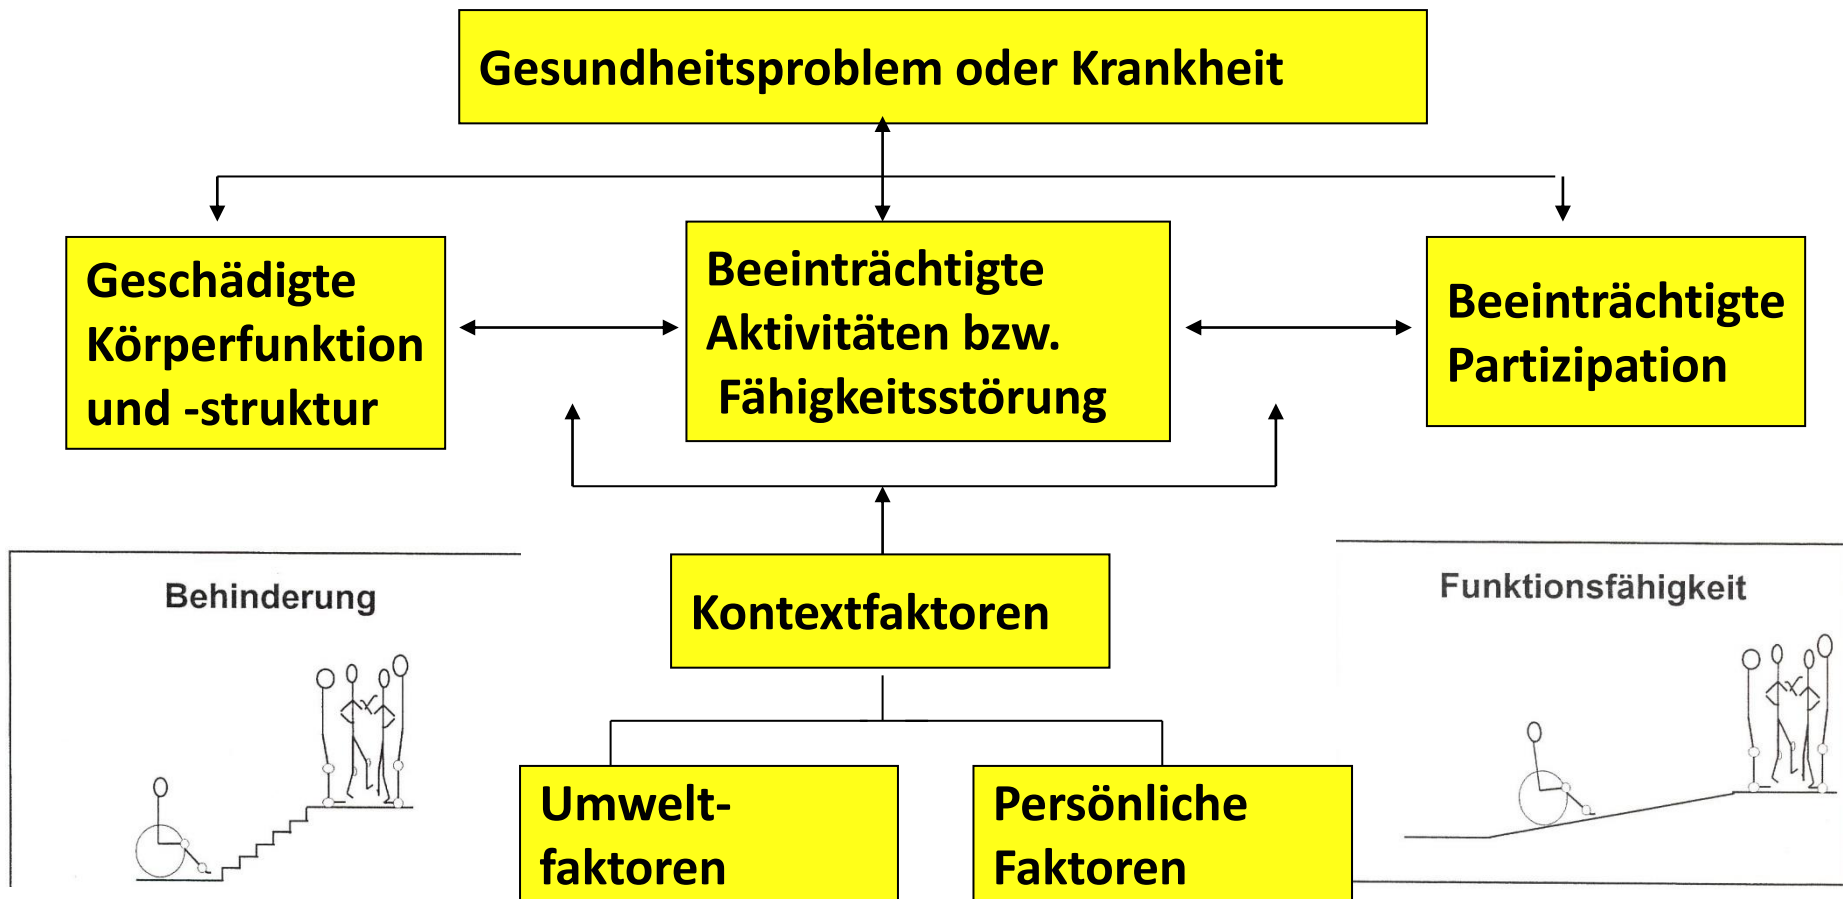 Gesundheitsproblem oder Krankheit
Geschädigte
Körperfunktion
und -struktur
Beeinträchtigte
Aktivitäten bzw.
Fähigkeitsstörung
Beeinträchtigte
Partizipation
Behinderung
Kontextfaktoren
Funktionsfähigkeit
Umwelt-
faktoren
Persönliche
Faktoren